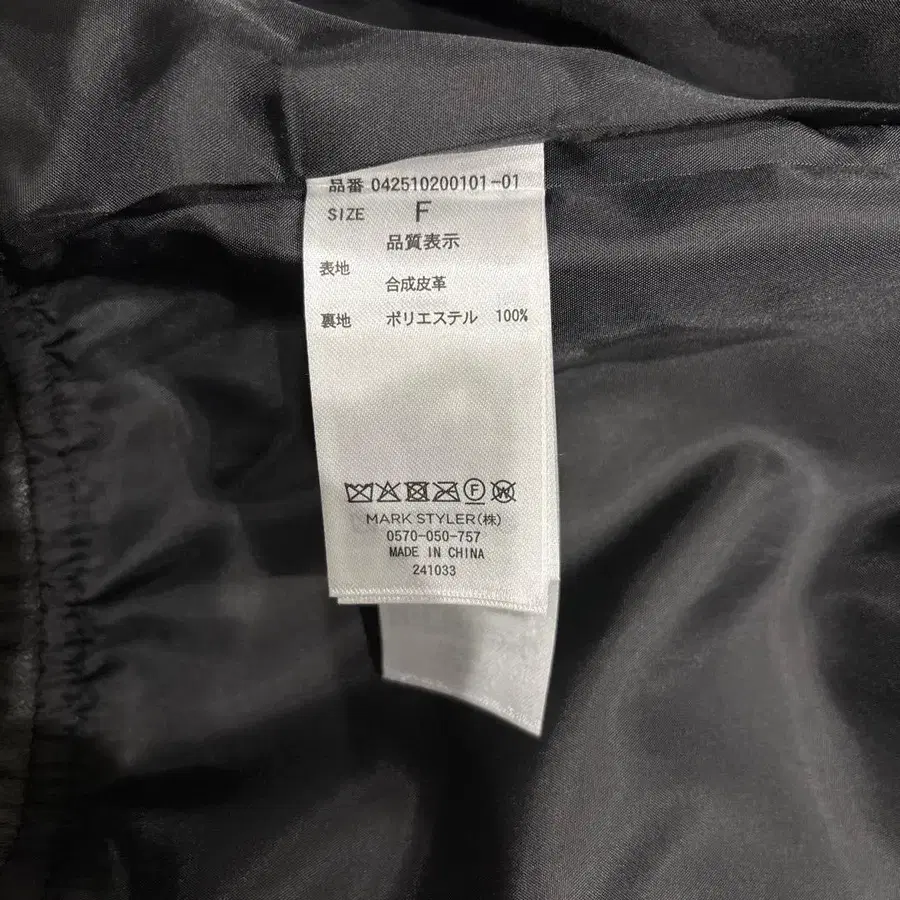 品番 042510200101-01
SIZE F
品質表示
表地 合成皮革
裏地 ポリエステル 100%
F W
MARK STYLER(株)
0570-050-757
MADE IN CHINA
241033